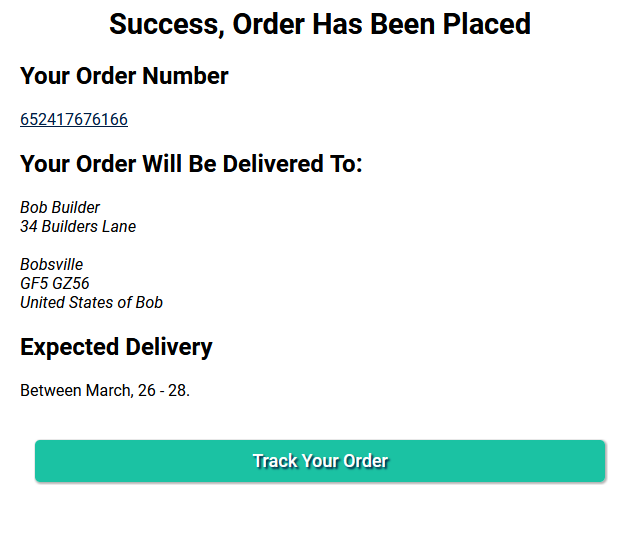 Success, Order Has Been Placed
Your Order Number
652417676166
Your Order Will Be Delivered To:
Bob Builder
34 Builders Lane
Bobsville
GF5 GZ56
United States of Bob
Expected Delivery
Between March, 26 - 28.
Track Your Order